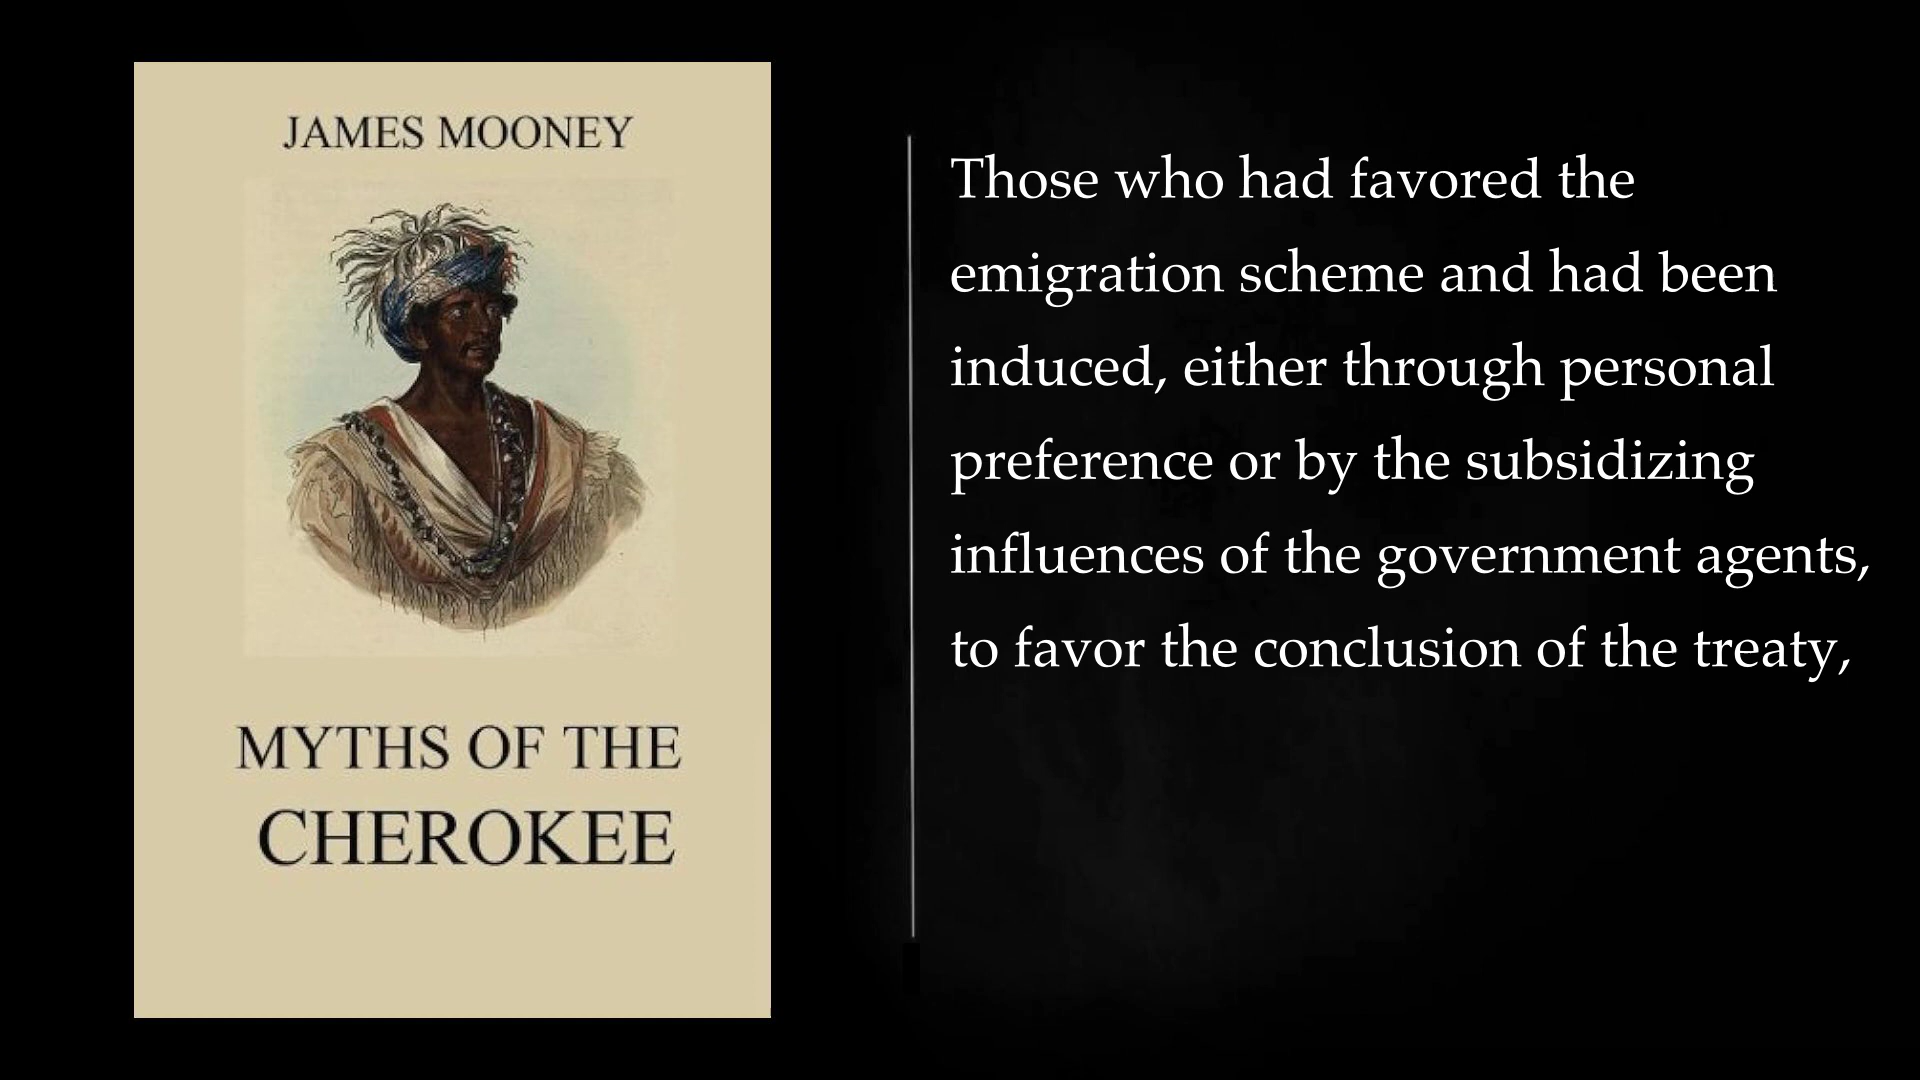 JAMES MOONEY
MYTHS OF THE
CHEROKEE
Those who had favored the
emigration scheme and had been
induced, either through personal
preference or by the subsidizing
influences of the government agents,
to favor the conclusion of the treaty,